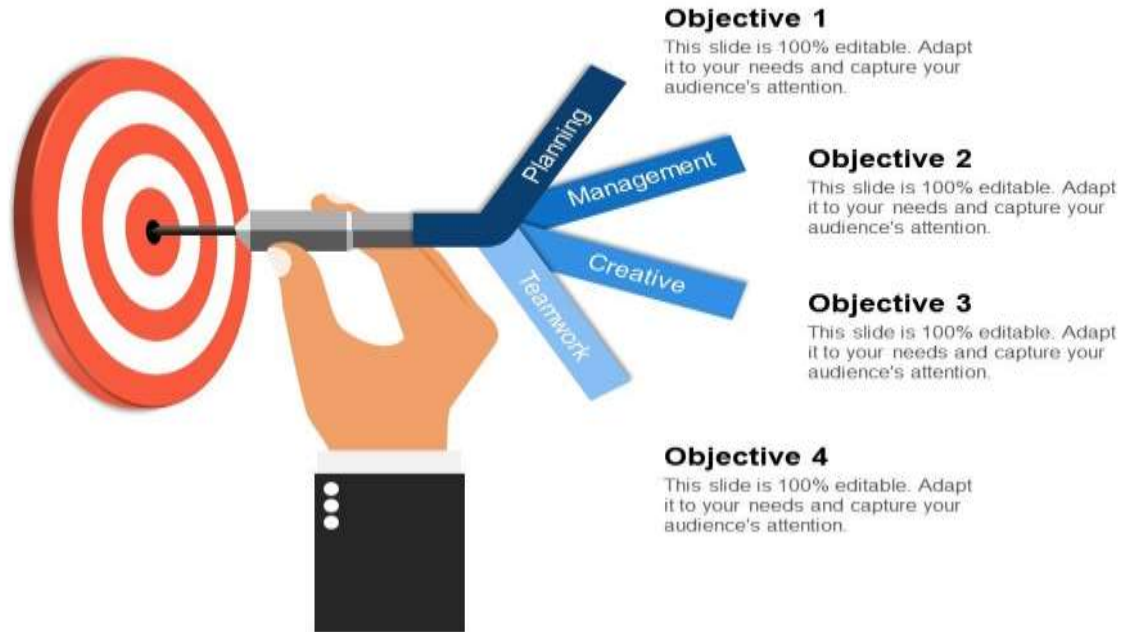 Objective 1
This slide is 100% editable. Adapt
it to your needs and capture your
audience's attention.
Planning
Management
Objective 2
This slide is 100% editable. Adapt
it to your needs and capture your
audience's attention.
Creative
Teamwork
Objective 3
This slide is 100% editable. Adapt
it to your needs and capture your
audience's attention.
Objective 4
This slide is 100% editable. Adapt
it to your needs and capture your
audience's attention.